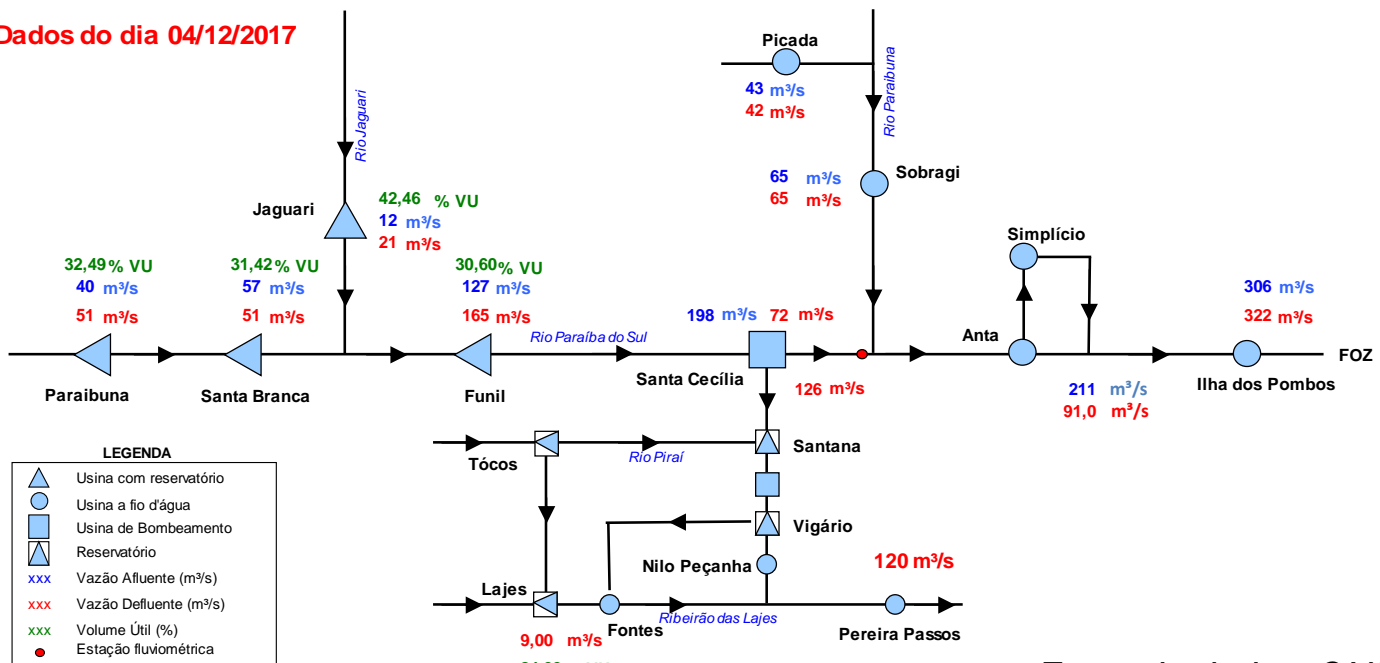 Dados do dia 04/12/2017
Picada
43 m³/s
42 m³/s
Rio Paraibuna
Rio Jaguari
65 m³/s
65 m³/s
Sobragi
Jaguari
42,46 % VU
12 m³/s
21 m³/s
Simplício
32,49 % VU
40 m³/s
51 m³/s
31,42 % VU
57 m³/s
51 m³/s
30,60 % VU
127 m³/s
165 m³/s
Rio Paraíba do Sul
198 m³/s 72 m³/s
306 m³/s
322 m³/s
Anta
FOZ
Paraibuna
Santa Branca
Funil
Santa Cecília
126 m³/s
211 m³/s
91,0 m³/s
Ilha dos Pombos
Tócos
Rio Piraí
Santana
Vigário
Nilo Peçanha
120 m³/s
Lajes
Fontes
Ribeirão das Lajes
Pereira Passos
9,00 m³/s
LEGENDA
Usina com reservatório
Usina a fio d'água
Usina de Bombeamento
Reservatório
xxx Vazão Afluente (m³/s)
xxx Vazão Defluente (m³/s)
xxx Volume Útil (%)
Estação fluviométrica